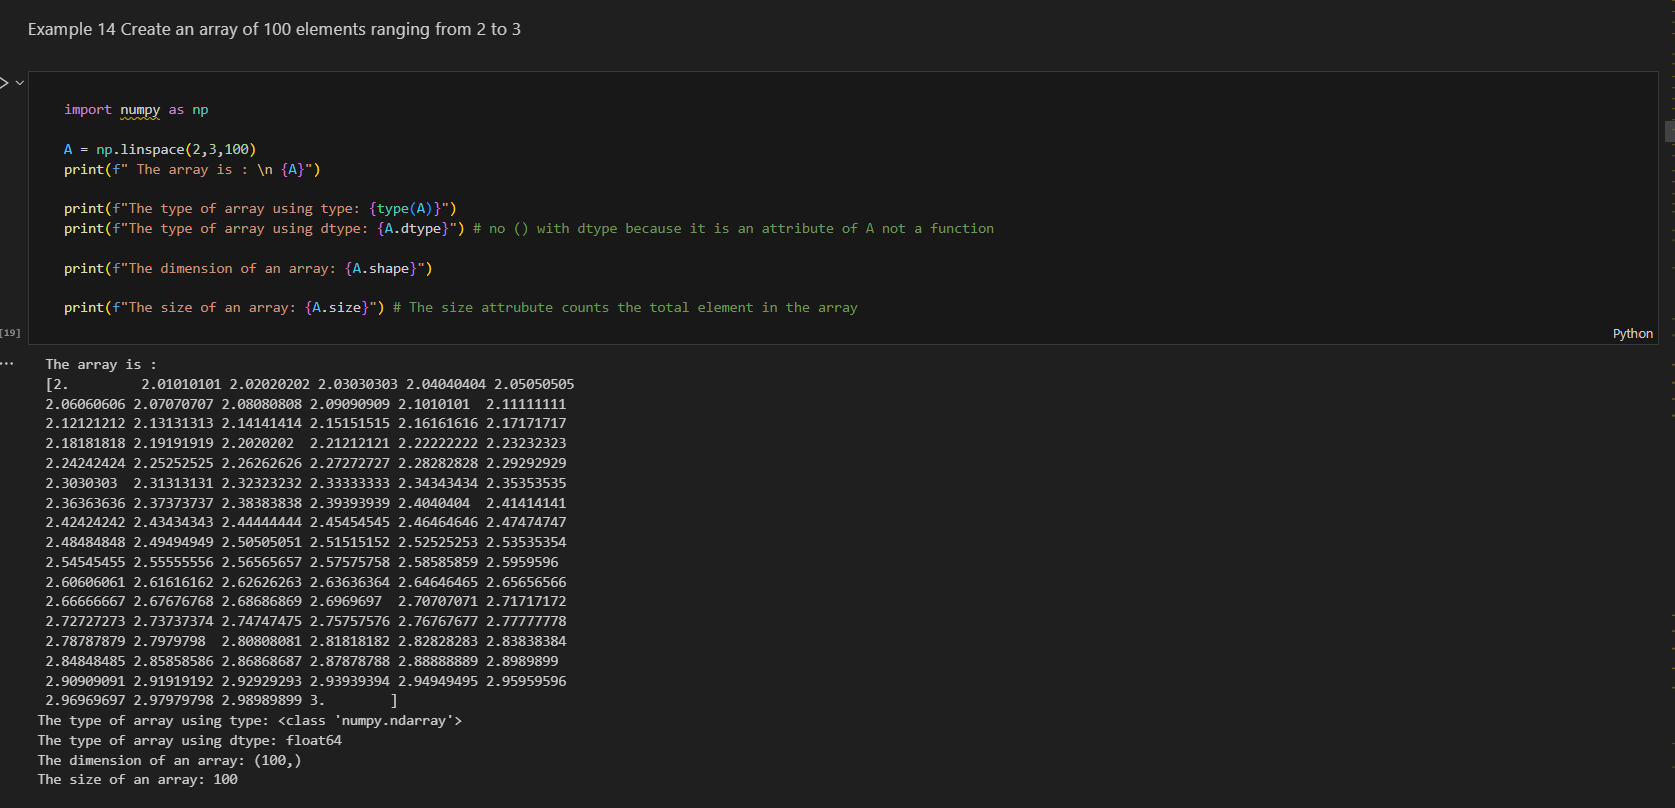 Example 14 Create an array of 100 elements ranging from 2 to 3
import numpy as np
A = np.linspace(2,3,100)
print(f" The array is : \n {A}")
print(f"The type of array using type: {type(A)}")
print(f"The type of array using dtype: {A.dtype}") # no () with dtype because it is an attribute of A not a function
print(f"The dimension of an array: {A.shape}")
print(f"The size of an array: {A.size}") # The size attrubute counts the total element in the array
[19]
Python
The array is :
[2.         2.01010101 2.02020202 2.03030303 2.04040404 2.05050505
2.06060606 2.07070707 2.08080808 2.09090909 2.1010101  2.11111111
2.12121212 2.13131313 2.14141414 2.15151515 2.16161616 2.17171717
2.18181818 2.19191919 2.2020202  2.21212121 2.22222222 2.23232323
2.24242424 2.25252525 2.26262626 2.27272727 2.28282828 2.29292929
2.3030303  2.31313131 2.32323232 2.33333333 2.34343434 2.35353535
2.36363636 2.37373737 2.38383838 2.39393939 2.4040404  2.41414141
2.42424242 2.43434343 2.44444444 2.45454545 2.46464646 2.47474747
2.48484848 2.49494949 2.50505051 2.51515152 2.52525253 2.53535354
2.54545455 2.55555556 2.56565657 2.57575758 2.58585859 2.5959596
2.60606061 2.61616162 2.62626263 2.63636364 2.64646465 2.65656566
2.66666667 2.67676768 2.68686869 2.6969697  2.70707071 2.71717172
2.72727273 2.73737374 2.74747475 2.75757576 2.76767677 2.77777778
2.78787879 2.7979798  2.80808081 2.81818182 2.82828283 2.83838384
2.84848485 2.85858586 2.86868687 2.87878788 2.88888889 2.8989899
2.90909091 2.91919192 2.92929293 2.93939394 2.94949495 2.95959596
2.96969697 2.97979798 2.98989899 3.        ]
The type of array using type: <class 'numpy.ndarray'>
The type of array using dtype: float64
The dimension of an array: (100,)
The size of an array: 100